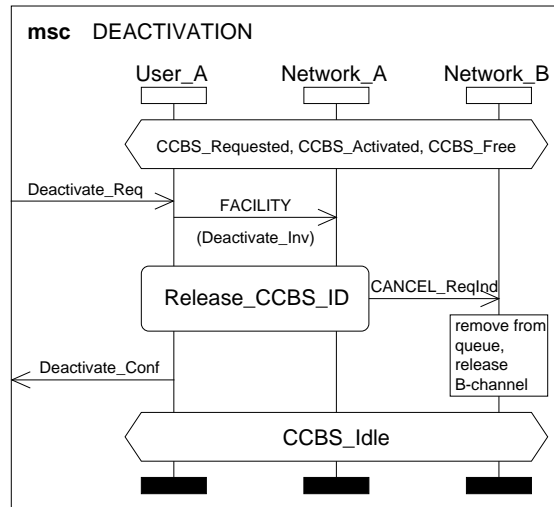 msc DEACTIVATION
User_A Network_A Network_B
CCBS_Requested, CCBS_Activated, CCBS_Free
Deactivate_Req
FACILITY
(Deactivate_Inv)
Release_CCBS_ID
CANCEL_ReqInd
remove from
queue,
release
B-channel
Deactivate_Conf
CCBS_Idle